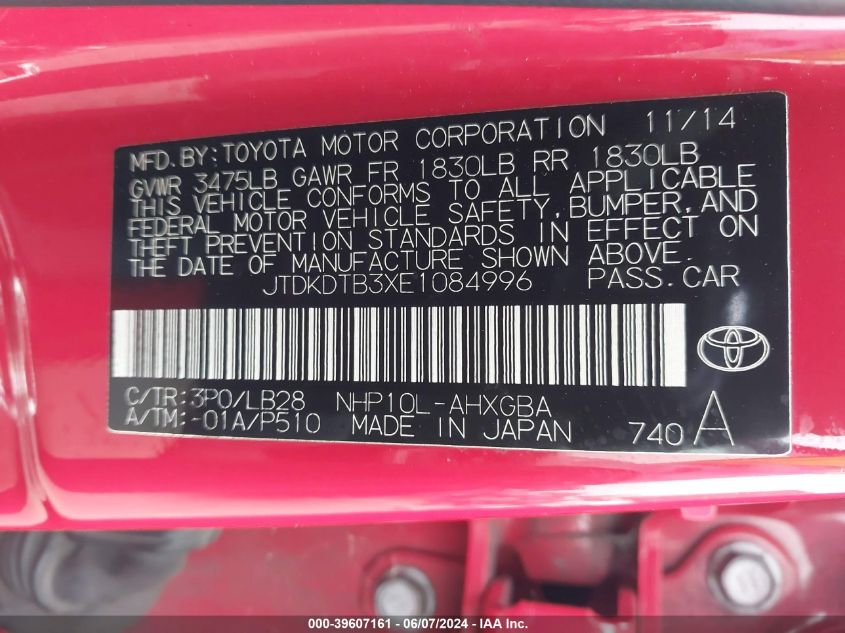 MFD. BY: TOYOTA MOTOR CORPORATION 11/14
GVWR 3475LB GAWR FR 1830LB RR 1830LB
THIS VEHICLE CONFORMS TO ALL APPLICABLE
FEDERAL MOTOR VEHICLE SAFETY, BUMPER, AND
THEFT PREVENTION STANDARDS IN EFFECT ON
THE DATE OF MANUFACTURE SHOWN ABOVE.
JTDKDTB3XE1084996 PASS. CAR
C/TR: 3P0/LB28 NHP10L-AHXGBA
A/TM: -01A/P510 MADE IN JAPAN 740 A
000-39607161 | 06/07/2024 | IAA Inc.